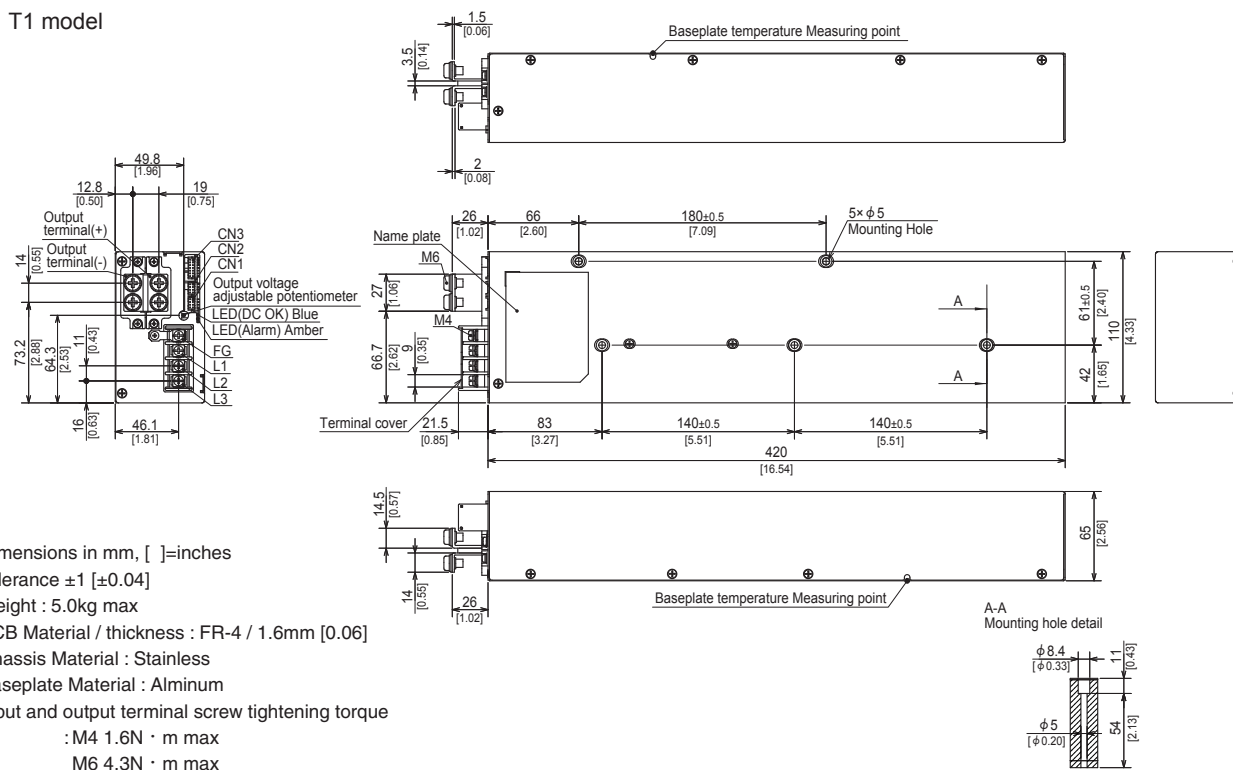 T1 model
1.5
[0.06]
3.5
[0.14]
Baseplate temperature Measuring point
2
[0.08]
49.8
[1.96]
12.8
[0.50]
19
[0.75]
Output
terminal(+)
Output
terminal(-)
CN3
CN2
CN1
Output voltage
adjustable potentiometer
LED(DC OK) Blue
LED(Alarm) Amber
FG
L1
L2
L3
14
[0.55]
73.2
[2.88]
64.3
[2.53]
11
[0.43]
16
[0.63]
46.1
[1.81]
26
[1.02]
66
[2.60]
180±0.5
[7.09]
5× φ 5
Mounting Hole
Name plate
M6
27
[1.06]
M4
66.7
[2.62]
9
[0.35]
A
A
61±0.5
[2.40]
110
[4.33]
42
[1.65]
Terminal cover
21.5
[0.85]
83
[3.27]
140±0.5
[5.51]
140±0.5
[5.51]
420
[16.54]
14.5
[0.57]
14
[0.55]
26
[1.02]
65
[2.56]
Baseplate temperature Measuring point
mensions in mm, [ ]=inches
lerance ±1 [±0.04]
eight : 5.0kg max
CB Material / thickness : FR-4 / 1.6mm [0.06]
hassis Material : Stainless
aseplate Material : Alminum
put and output terminal screw tightening torque
: M4 1.6N · m max
M6 4.3N · m max
A-A
Mounting hole detail
φ 8.4
[ φ 0.33]
11
[0.43]
φ 5
[ φ 0.20]
54
[2.13]